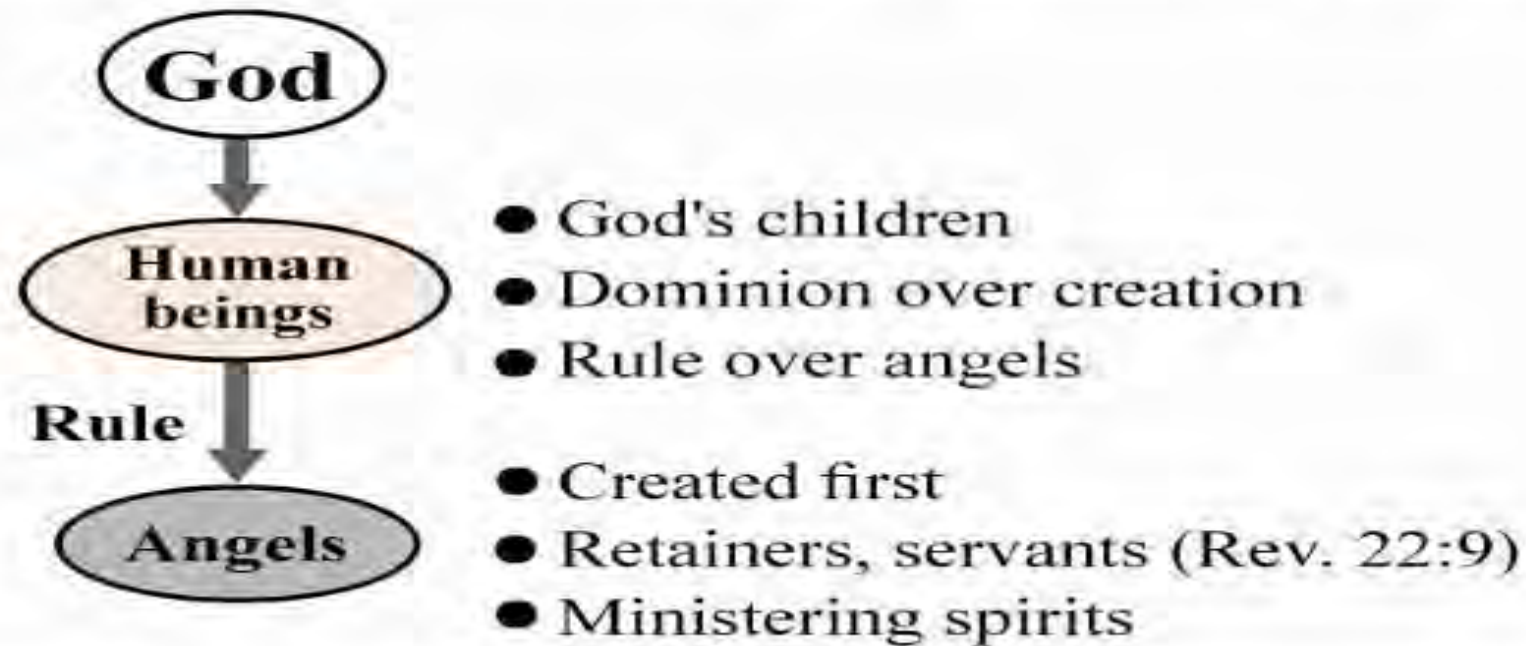 God
Human
beings
● God's children
● Dominion over creation
● Rule over angels
Rule
Angels
● Created first
● Retainers, servants (Rev. 22:9)
● Ministering spirits